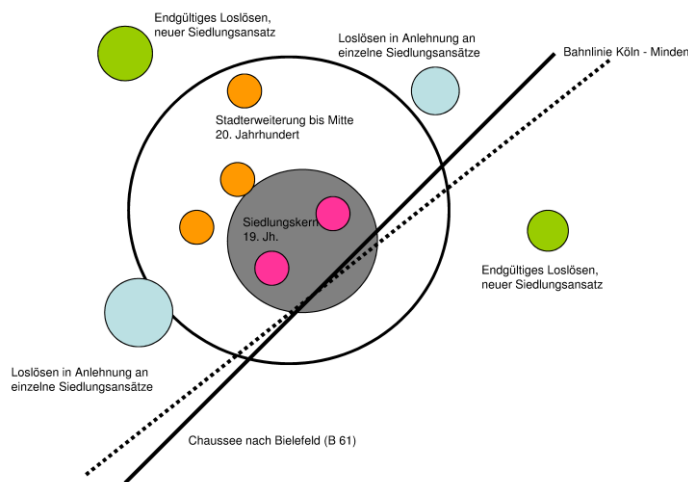 Endgültiges Loslösen,
neuer Siedlungsansatz
Loslösen in Anlehnung an
einzelne Siedlungsansätze
Bahnlinie Köln - Minden
Stadterweiterung bis Mitte
20. Jahrhundert
Siedlungskern
19. Jh.
Endgültiges Loslösen,
neuer Siedlungsansatz
Loslösen in Anlehnung an
einzelne Siedlungsansätze
Chaussee nach Bielefeld (B 61)